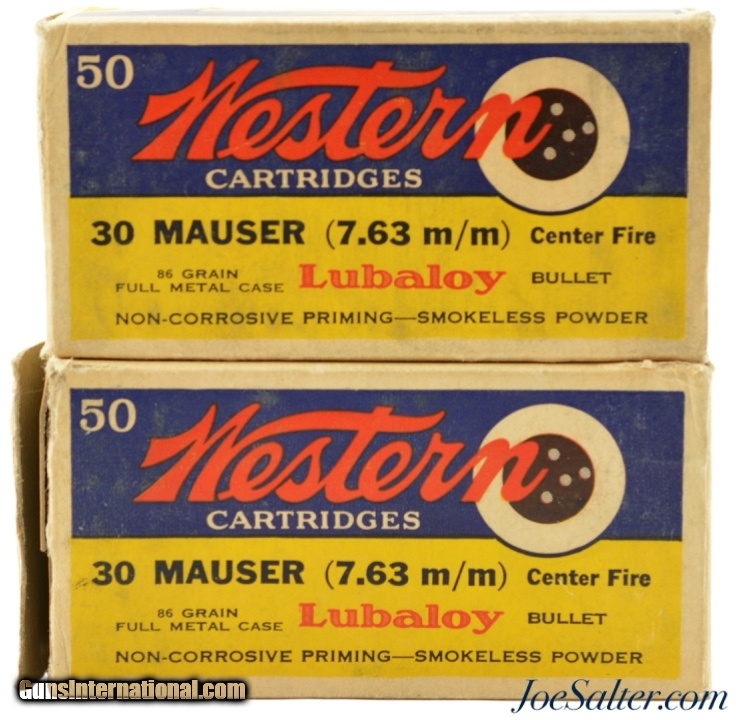 50
Western
CARTRIDGES
30 MAUSER (7.63 m/m) Center Fire
86 GRAIN
FULL METAL CASE Lubaloy BULLET
NON-CORROSIVE PRIMING—SMOKELESS POWDER
50
Western
CARTRIDGES
30 MAUSER (7.63 m/m) Center Fire
86 GRAIN
FULL METAL CASE Lubaloy BULLET
NON-CORROSIVE PRIMING—SMOKELESS POWDER
GunsInternational.com
JoeSalter.com